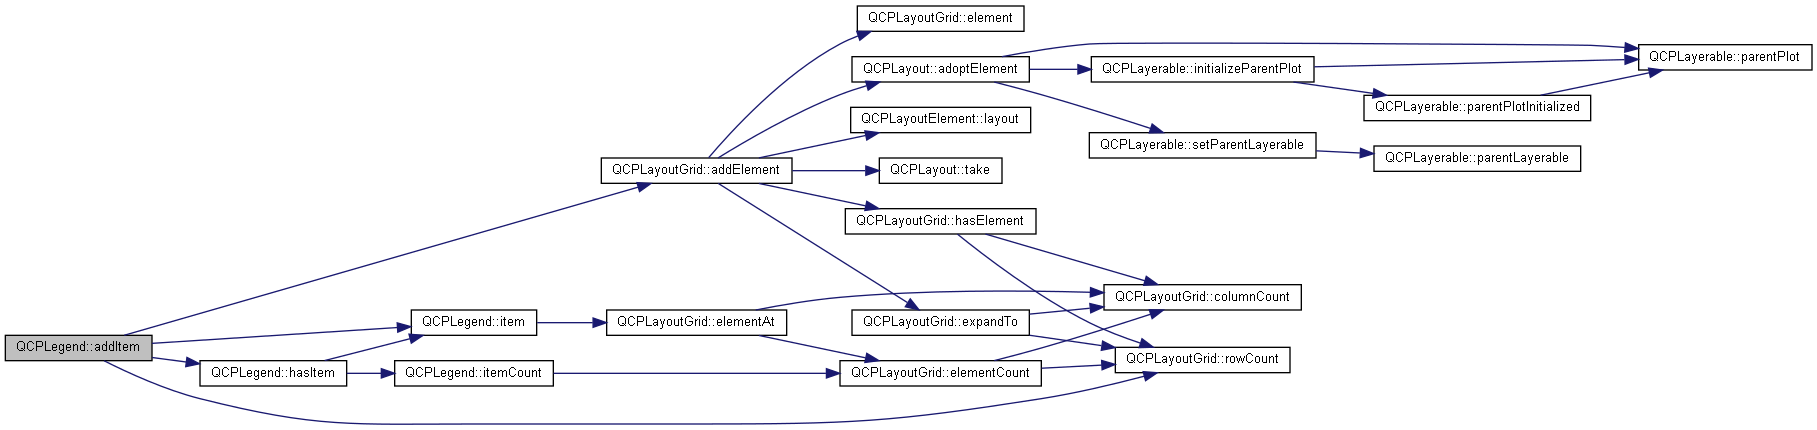 QCPLayoutGrid::element
QCPLayout::adoptElement
QCPLayerable::initializeParentPlot
QCPLayerable::parentPlot
QCPLayerable::parentPlotInitialized
QCPLayoutElement::layout
QCPLayerable::setParentLayerable
QCPLayerable::parentLayerable
QCPLayoutGrid::addElement
QCPLayout::take
QCPLayoutGrid::hasElement
QCPLayoutGrid::columnCount
QCPLegend::item
QCPLayoutGrid::elementAt
QCPLayoutGrid::expandTo
QCPLegend::addItem
QCPLayoutGrid::rowCount
QCPLegend::hasItem
QCPLegend::itemCount
QCPLayoutGrid::elementCount